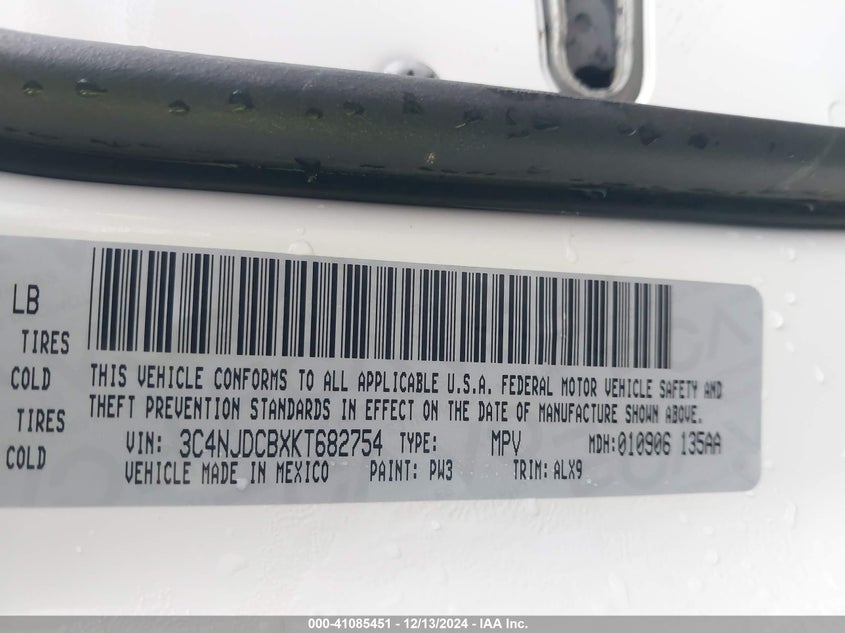 LB
TIRES
COLD
TIRES
COLD
THIS VEHICLE CONFORMS TO ALL APPLICABLE U.S.A. FEDERAL MOTOR VEHICLE SAFETY AND
THEFT PREVENTION STANDARDS IN EFFECT ON THE DATE OF MANUFACTURE SHOWN ABOVE.
VIN: 3C4NJDCBXKT682754 TYPE: MPV MDH:010906 135AA
VEHICLE MADE IN MEXICO PAINT: PW3 TRIM: ALX9
000-41085451 - 12/13/2024 - IAA Inc.